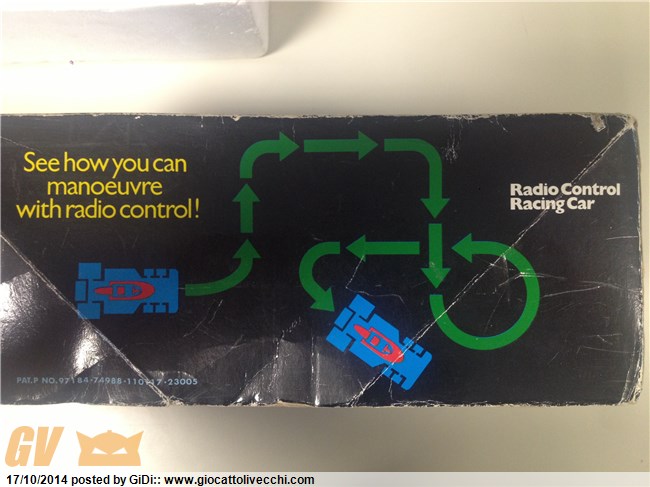 See how you can
manoeuvre
with radio control!
Radio Control
Racing Car
GV
17/10/2014 posted by GiDi:: www.giocattolivecchi.com